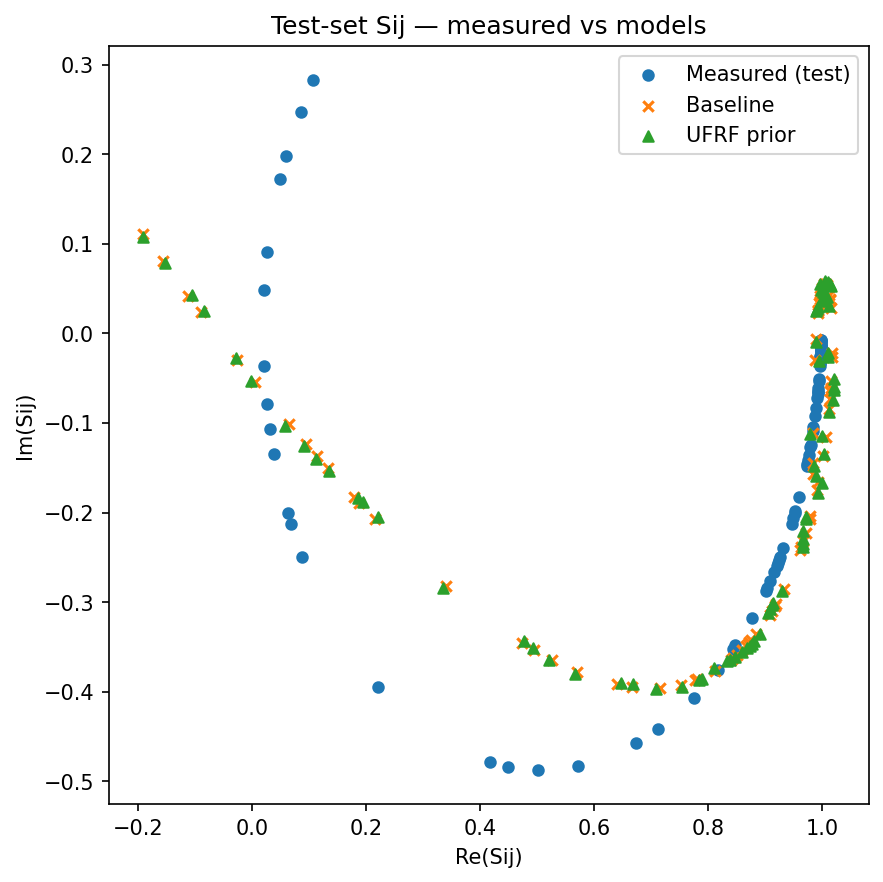 Test-set Sij — measured vs models
Measured (test)
Baseline
UFRF prior
Im(Sij)
0.3
0.2
0.1
0.0
−0.1
−0.2
−0.3
−0.4
−0.5
−0.2
0.0
0.2
0.4
0.6
0.8
1.0
Re(Sij)